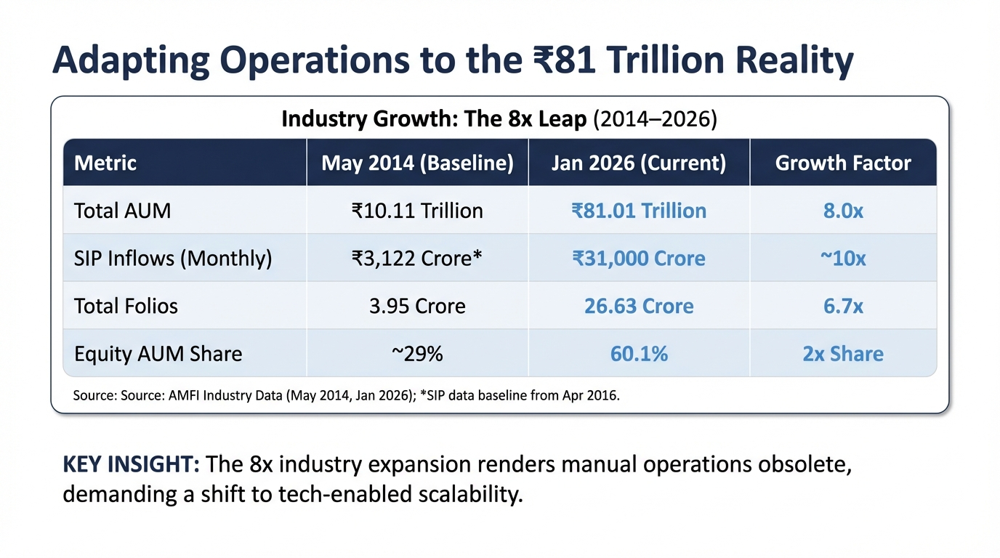 Adapting Operations to the ₹81 Trillion Reality
Industry Growth: The 8x Leap (2014–2026)
Metric May 2014 (Baseline) Jan 2026 (Current) Growth Factor
Total AUM ₹10.11 Trillion ₹81.01 Trillion 8.0x
SIP Inflows (Monthly) ₹3,122 Crore* ₹31,000 Crore ~10x
Total Folios 3.95 Crore 26.63 Crore 6.7x
Equity AUM Share ~29% 60.1% 2x Share
Source: Source: AMFI Industry Data (May 2014, Jan 2026); *SIP data baseline from Apr 2016.
KEY INSIGHT: The 8x industry expansion renders manual operations obsolete,
demanding a shift to tech-enabled scalability.